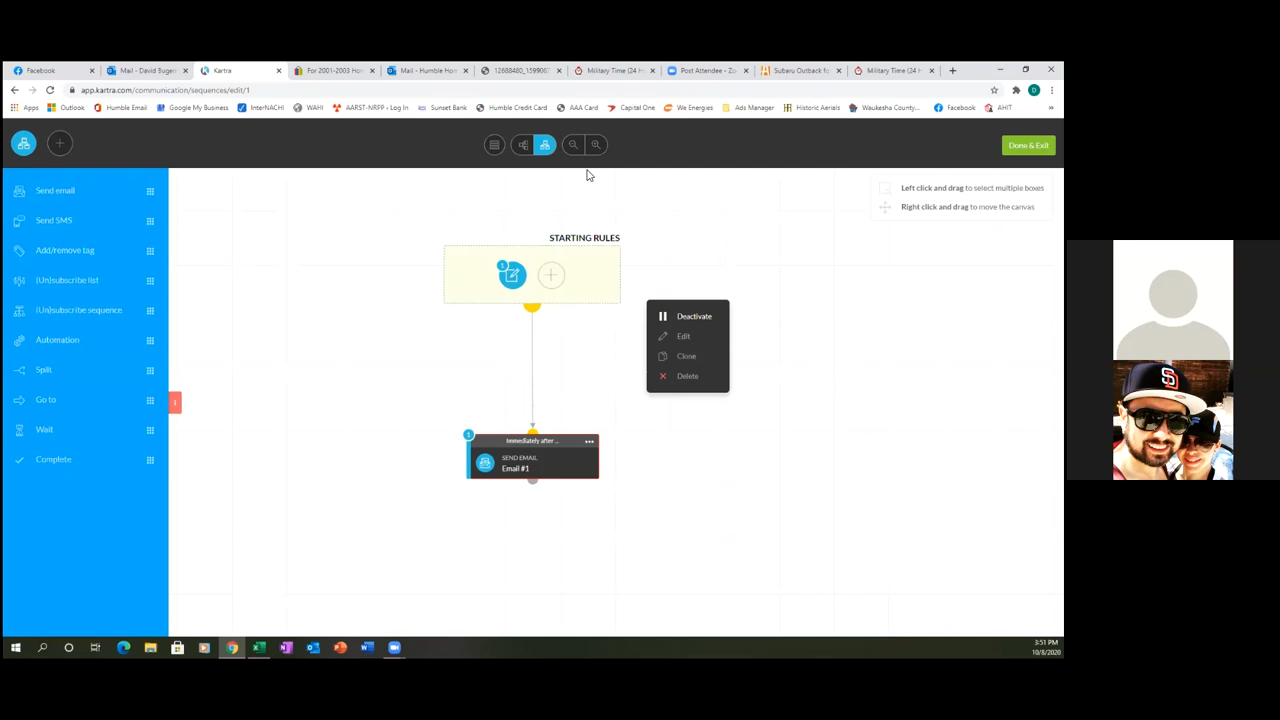 Facebook
Mail - David Bugen
Kartra
For 2001-2003 Hon
Mail - Humble Hom
12688480_1599067
Military Time (24 H
Post Attendee - Zo
Subaru Outback fo
Military Time (24 H
app.kartra.com/communication/sequences/edit/1
D
Apps
Outlook
Humble Email
Google My Business
InterNACHI
WAHI
AARST-NRPP › Log In
Sunset Bank
Humble Credit Card
AAA Card
Capital One
We Energies
Ad Manager
Historic Aerials
Waukesha County...
Facebook
AHIT
»
Done & Exit
Send email
Send SMS
Add/remove tag
(Un)subscribe list
(Un)subscribe sequence
Automation
Split
Go to
Wait
Complete
Left click and drag to select multiple boxes
Right click and drag to move the canvas
STARTING RULES
1
Deactivate
Edit
Clone
Delete
1
Immediately after ...
SEND EMAIL
Email #1
3:51 PM
10/8/2020